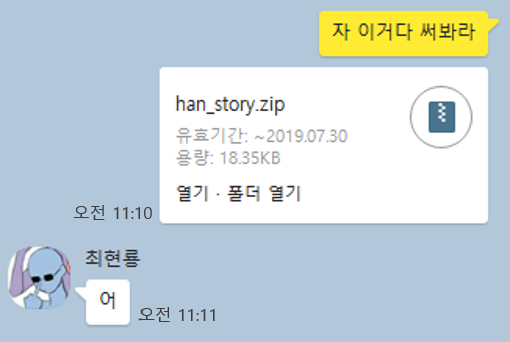 자 이거다 써봐라
han_story.zip
유효기간: ~2019.07.30
용량: 18.35KB
열기 · 폴더 열기
오전 11:10
최현룡
어
오전 11:11